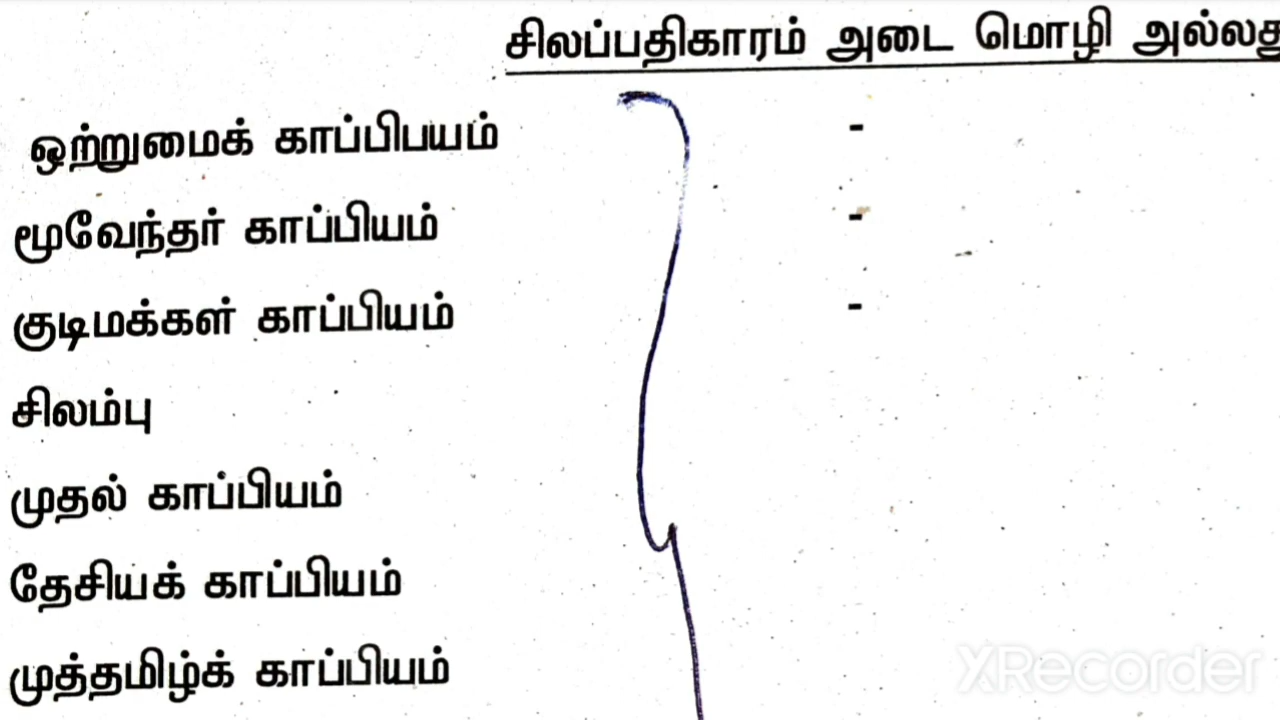 சிலப்பதிகாரம் அடை மொழி அல்லது
ஒற்றுமைக் காப்பிபயம் -
மூவேந்தர் காப்பியம் -
குடிமக்கள் காப்பியம் -
சிலம்பு
முதல் காப்பியம்
தேசியக் காப்பியம்
முத்தமிழ்க் காப்பியம்
XRecorder